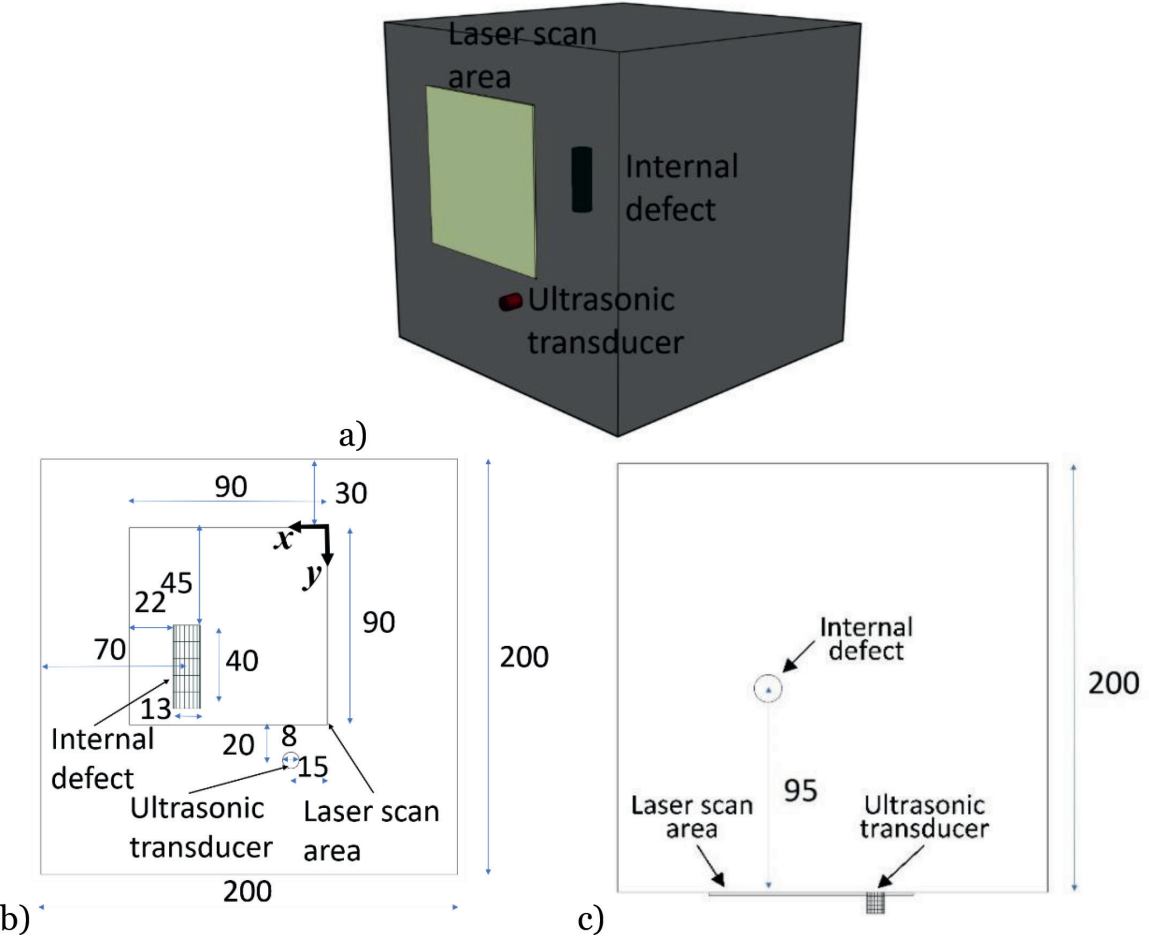 Laser scan
area
Internal
defect
Ultrasonic
transducer
a)
90
30
x
y
45
22
90
70
40
200
13
Internal
defect
20
8
15
Ultrasonic
transducer
Laser scan
area
200
b)
Internal
defect
200
95
Laser scan
area
Ultrasonic
transducer
c)